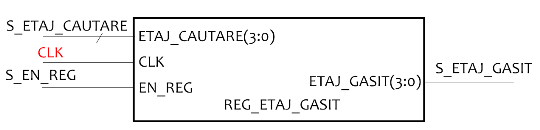 S_ETAJ_CAUTARE
ETAJ_CAUTARE(3:0)
CLK
CLK
S_EN_REG
EN_REG
ETAJ_GASIT(3:0)
S_ETAJ_GASIT
REG_ETAJ_GASIT